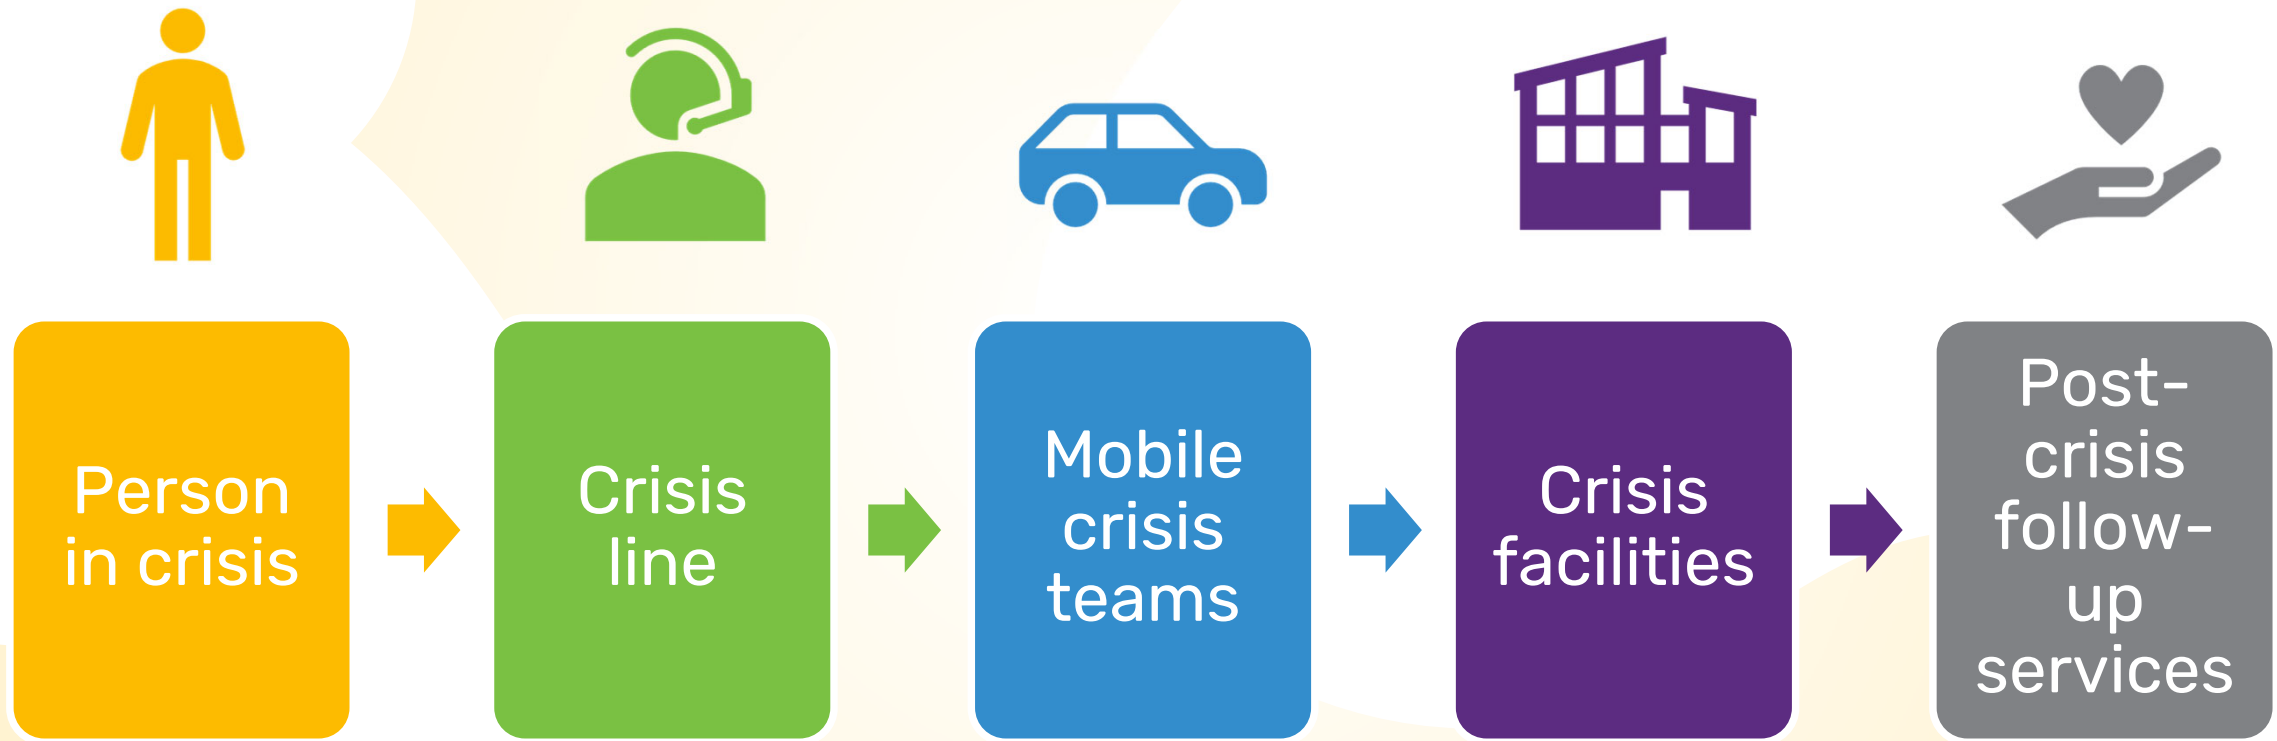 Person
in crisis
Crisis
line
Mobile
crisis
teams
Crisis
facilities
Post-
crisis
follow-
up
services